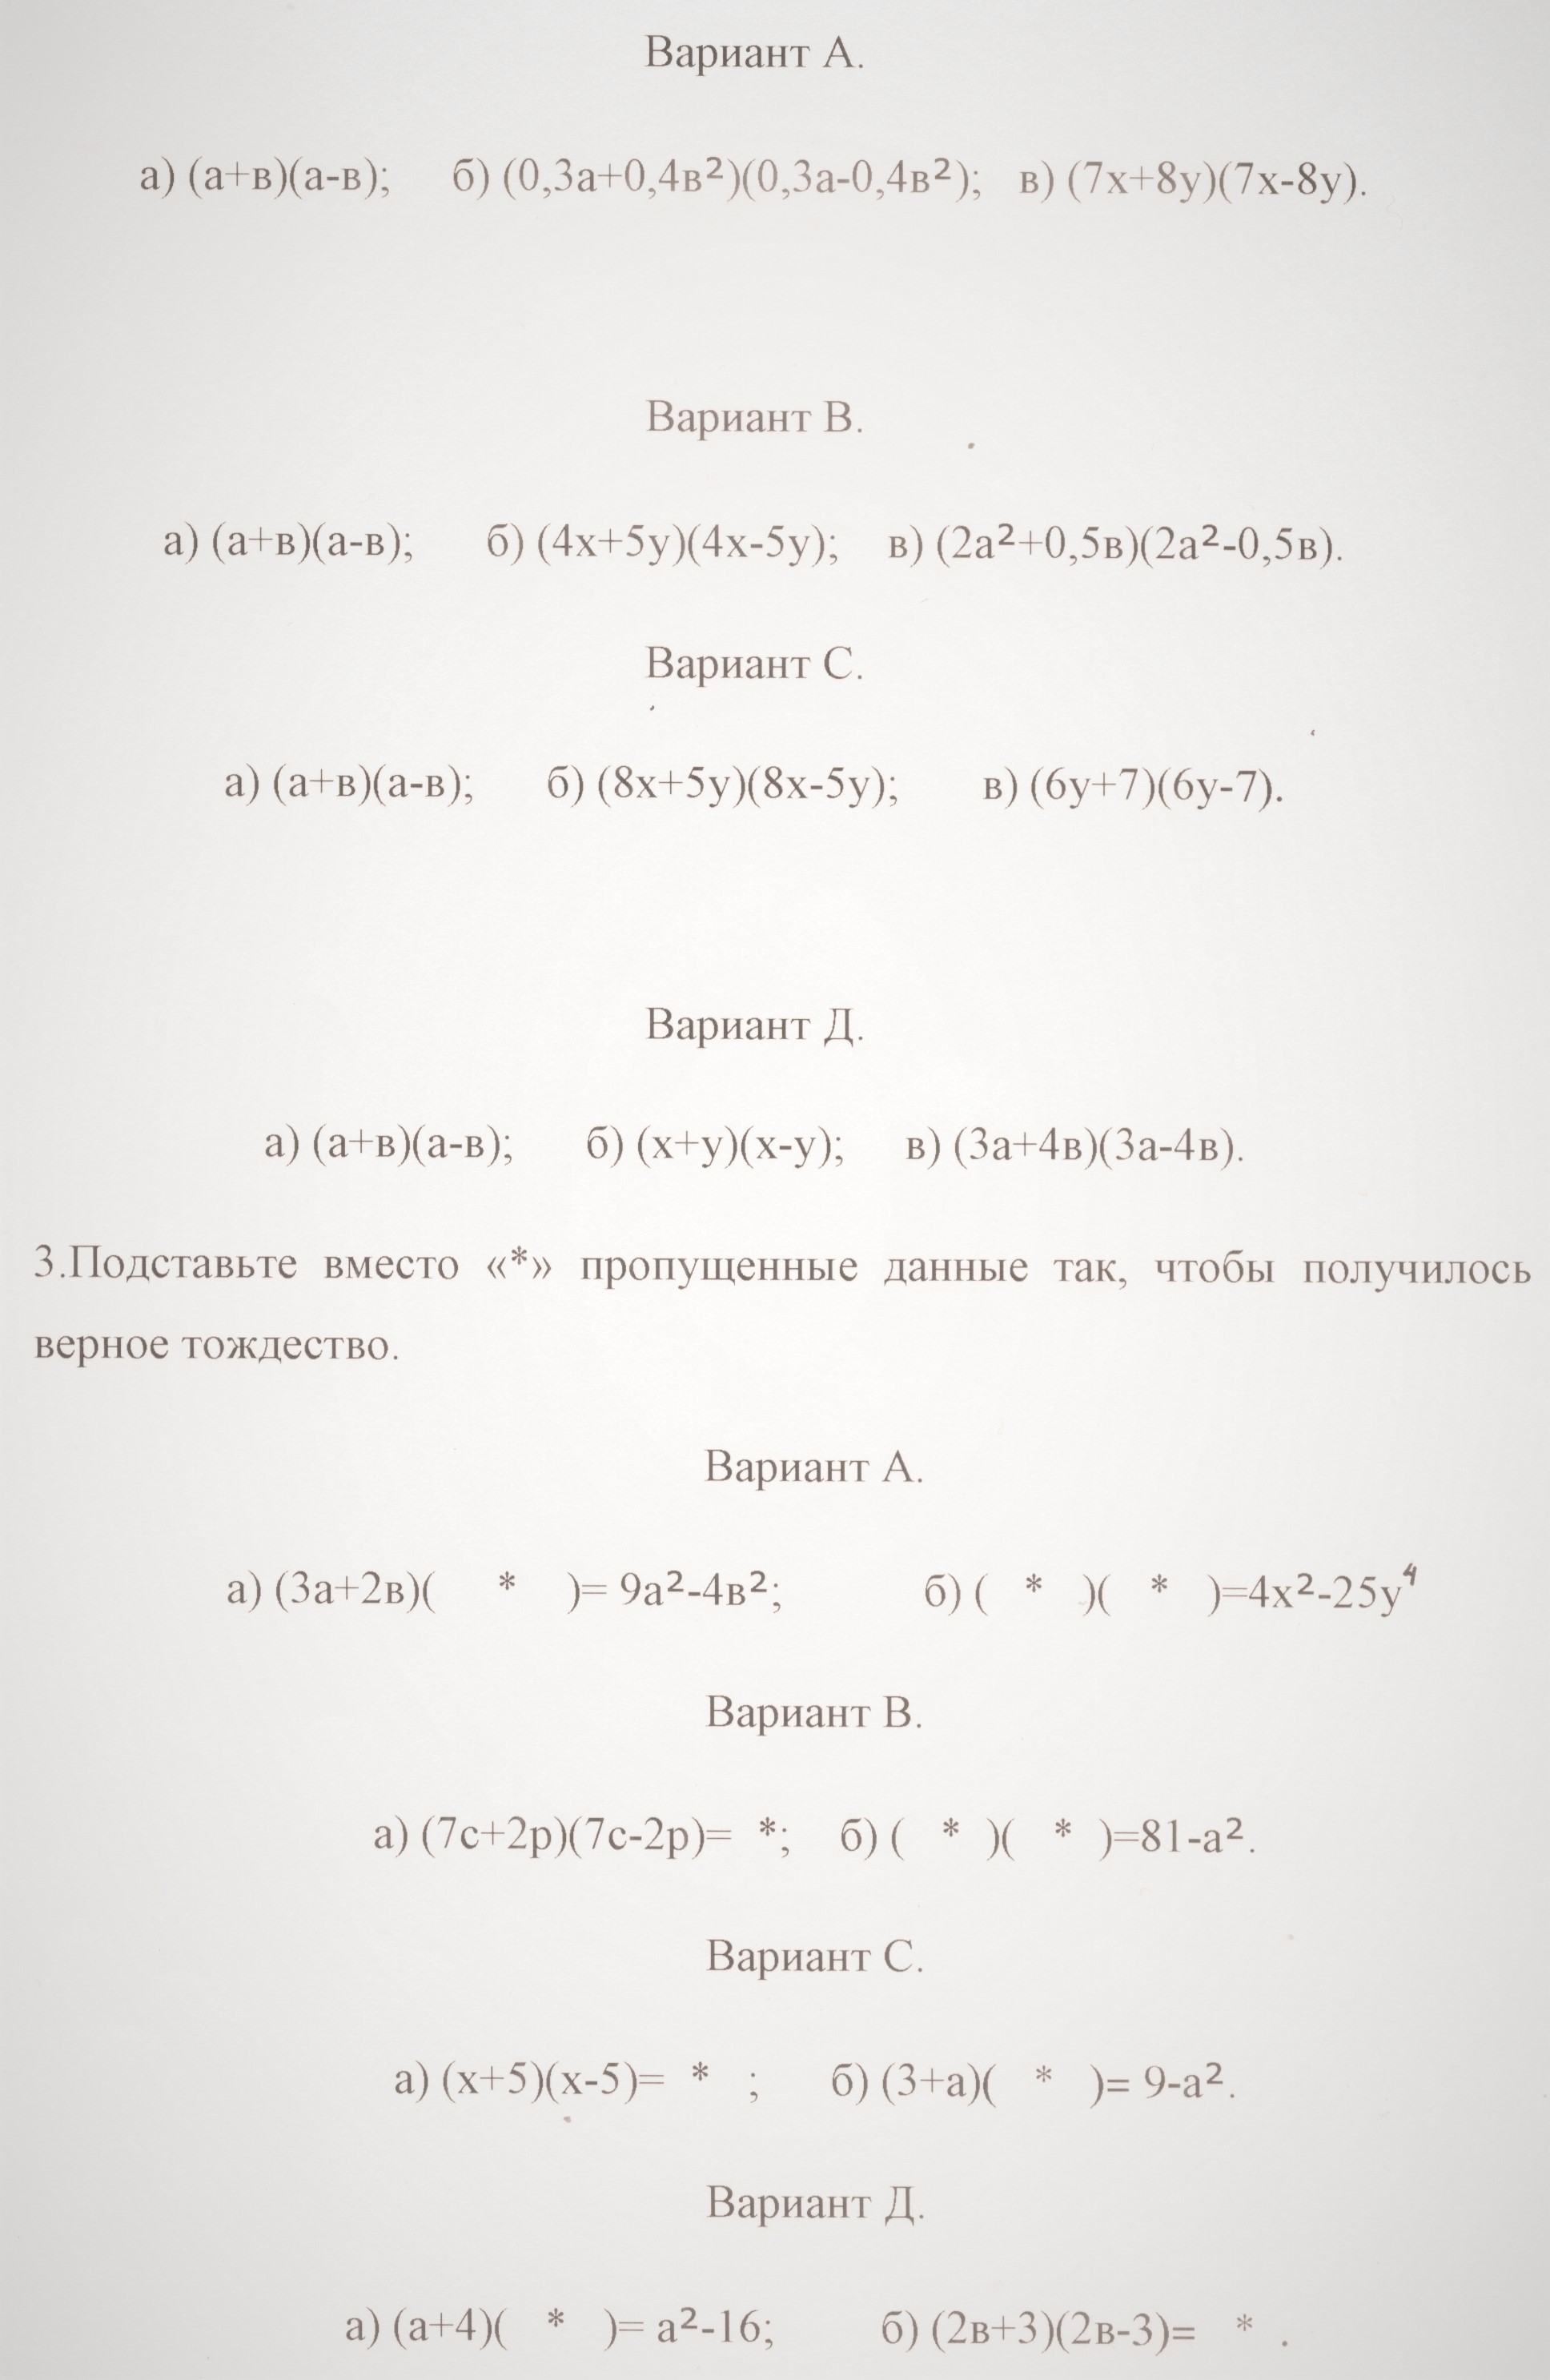 Вариант А.
а) (а+в)(а-в); б) (0,3а+0,4в²)(0,3а-0,4в²); в) (7х+8у)(7х-8у).
Вариант В.
а) (а+в)(а-в); б) (4х+5у)(4х-5у); в) (2а²+0,5в)(2а²-0,5в).
Вариант С.
а) (а+в)(а-в); б) (8х+5у)(8х-5у); в) (6у+7)(6у-7).
Вариант Д.
а) (а+в)(а-в); б) (х+у)(х-у); в) (3а+4в)(3а-4в).
3.Подставьте вместо «*» пропущенные данные так, чтобы получилось
верное тождество.
Вариант А.
а) (3а+2в)( * )= 9а²-4в²; б) ( * )( * )=4х²-25у⁴
Вариант В.
а) (7с+2р)(7с-2р)= *; б) ( * )( * )=81-а².
Вариант С.
а) (х+5)(х-5)= * ; б) (3+а)( * )= 9-а².
Вариант Д.
а) (а+4)( * )= а²-16; б) (2в+3)(2в-3)= * .